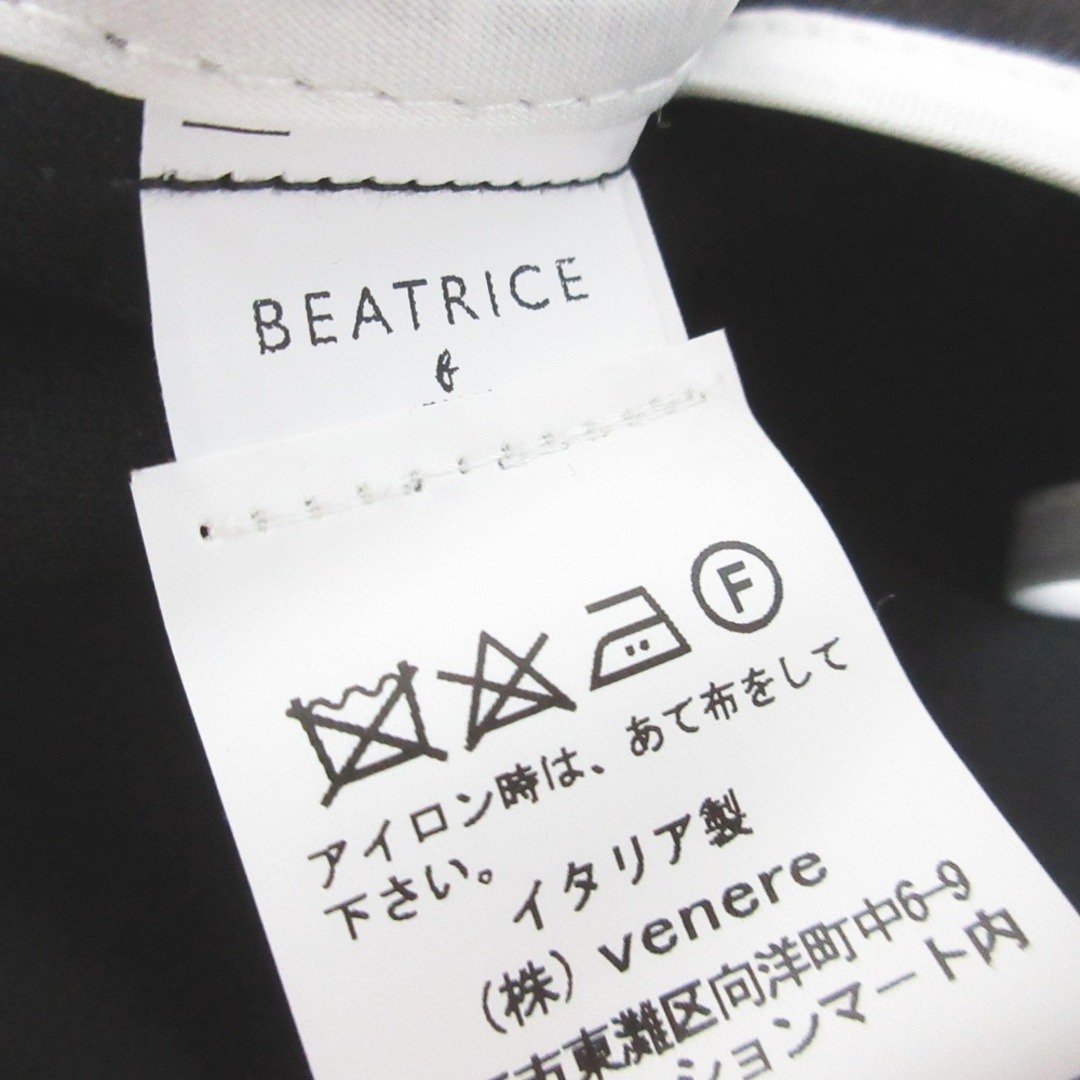 BEATRICE
F
アイロン時は、あて布をして
下さい。
イタリア製
(株) venere
市東灘区向洋町中6-9
ションマート内